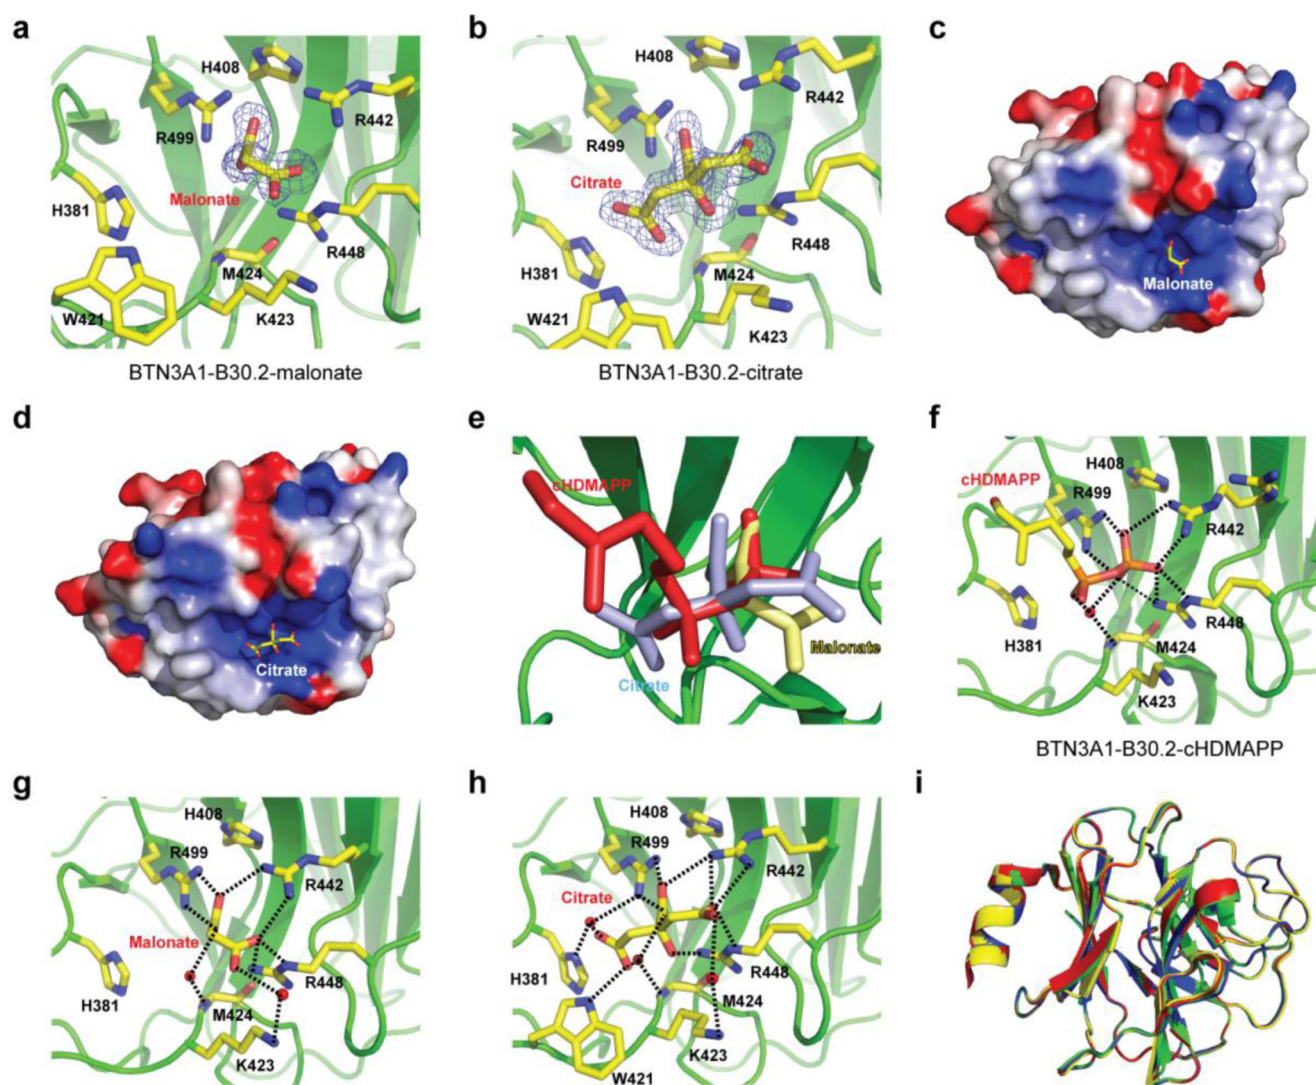 a
H408
R499
R442
Malonate
H381
R448
M424
W421
K423
BTN3A1-B30.2-malonate
b
H408
R442
R499
Citrate
R448
H381
M424
W421
K423
BTN3A1-B30.2-citrate
c
Malonate
d
Citrate
e
cHDMAPP
Malonate
Citrate
f
H408
cHDMAPP
R499
R442
R448
H381
M424
K423
BTN3A1-B30.2-cHDMAPP
g
H408
R499
R442
Malonate
R448
H381
M424
K423
h
H408
R499
R442
Citrate
H381
R448
M424
K423
W421
i